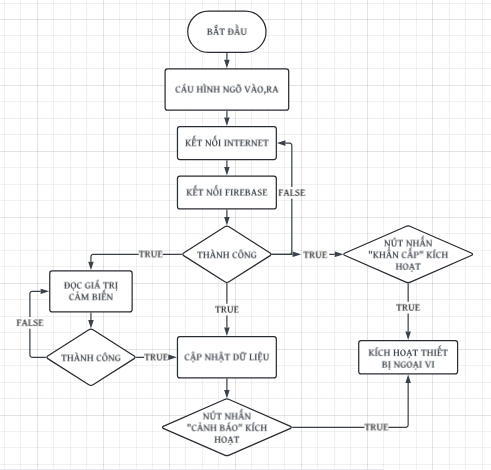 BẮT ĐẦU
CẤU HÌNH NGÕ VÀO,RA
KẾT NỐI INTERNET
KẾT NỐI FIREBASE
FALSE
THÀNH CÔNG
TRUE
TRUE
NÚT NHẤN
"KHẨN CẤP" KÍCH
HOẠT
ĐỌC GIÁ TRỊ
CẢM BIẾN
TRUE
TRUE
FALSE
THÀNH CÔNG
TRUE
CẬP NHẬT DỮ LIỆU
KÍCH HOẠT THIẾT
BỊ NGOẠI VI
NÚT NHẤN
"CẢNH BÁO" KÍCH
HOẠT
TRUE